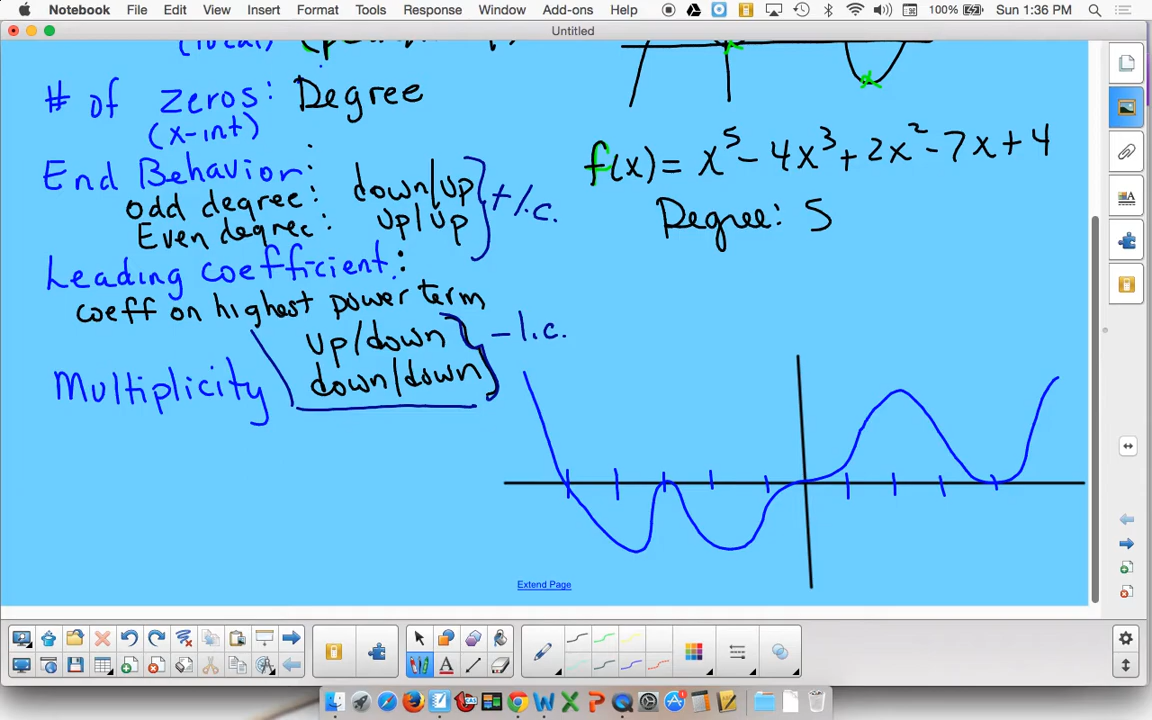 Notebook File Edit View Insert Format Profile Response Window Add-ons Help 100% Sun 1:36 PM
Untitled
(local)
# of zeros: Degree
(x-int)
f(x) = x⁵ - 4x³ + 2x² - 7x + 4
Degree: 5
End Behavior:
Odd degree: down/up
Even degree: up/up
+ l.c.
Leading coefficient:
coeff on highest power term
up/down
down/down
- l.c.
Multiplicity
Extend Page